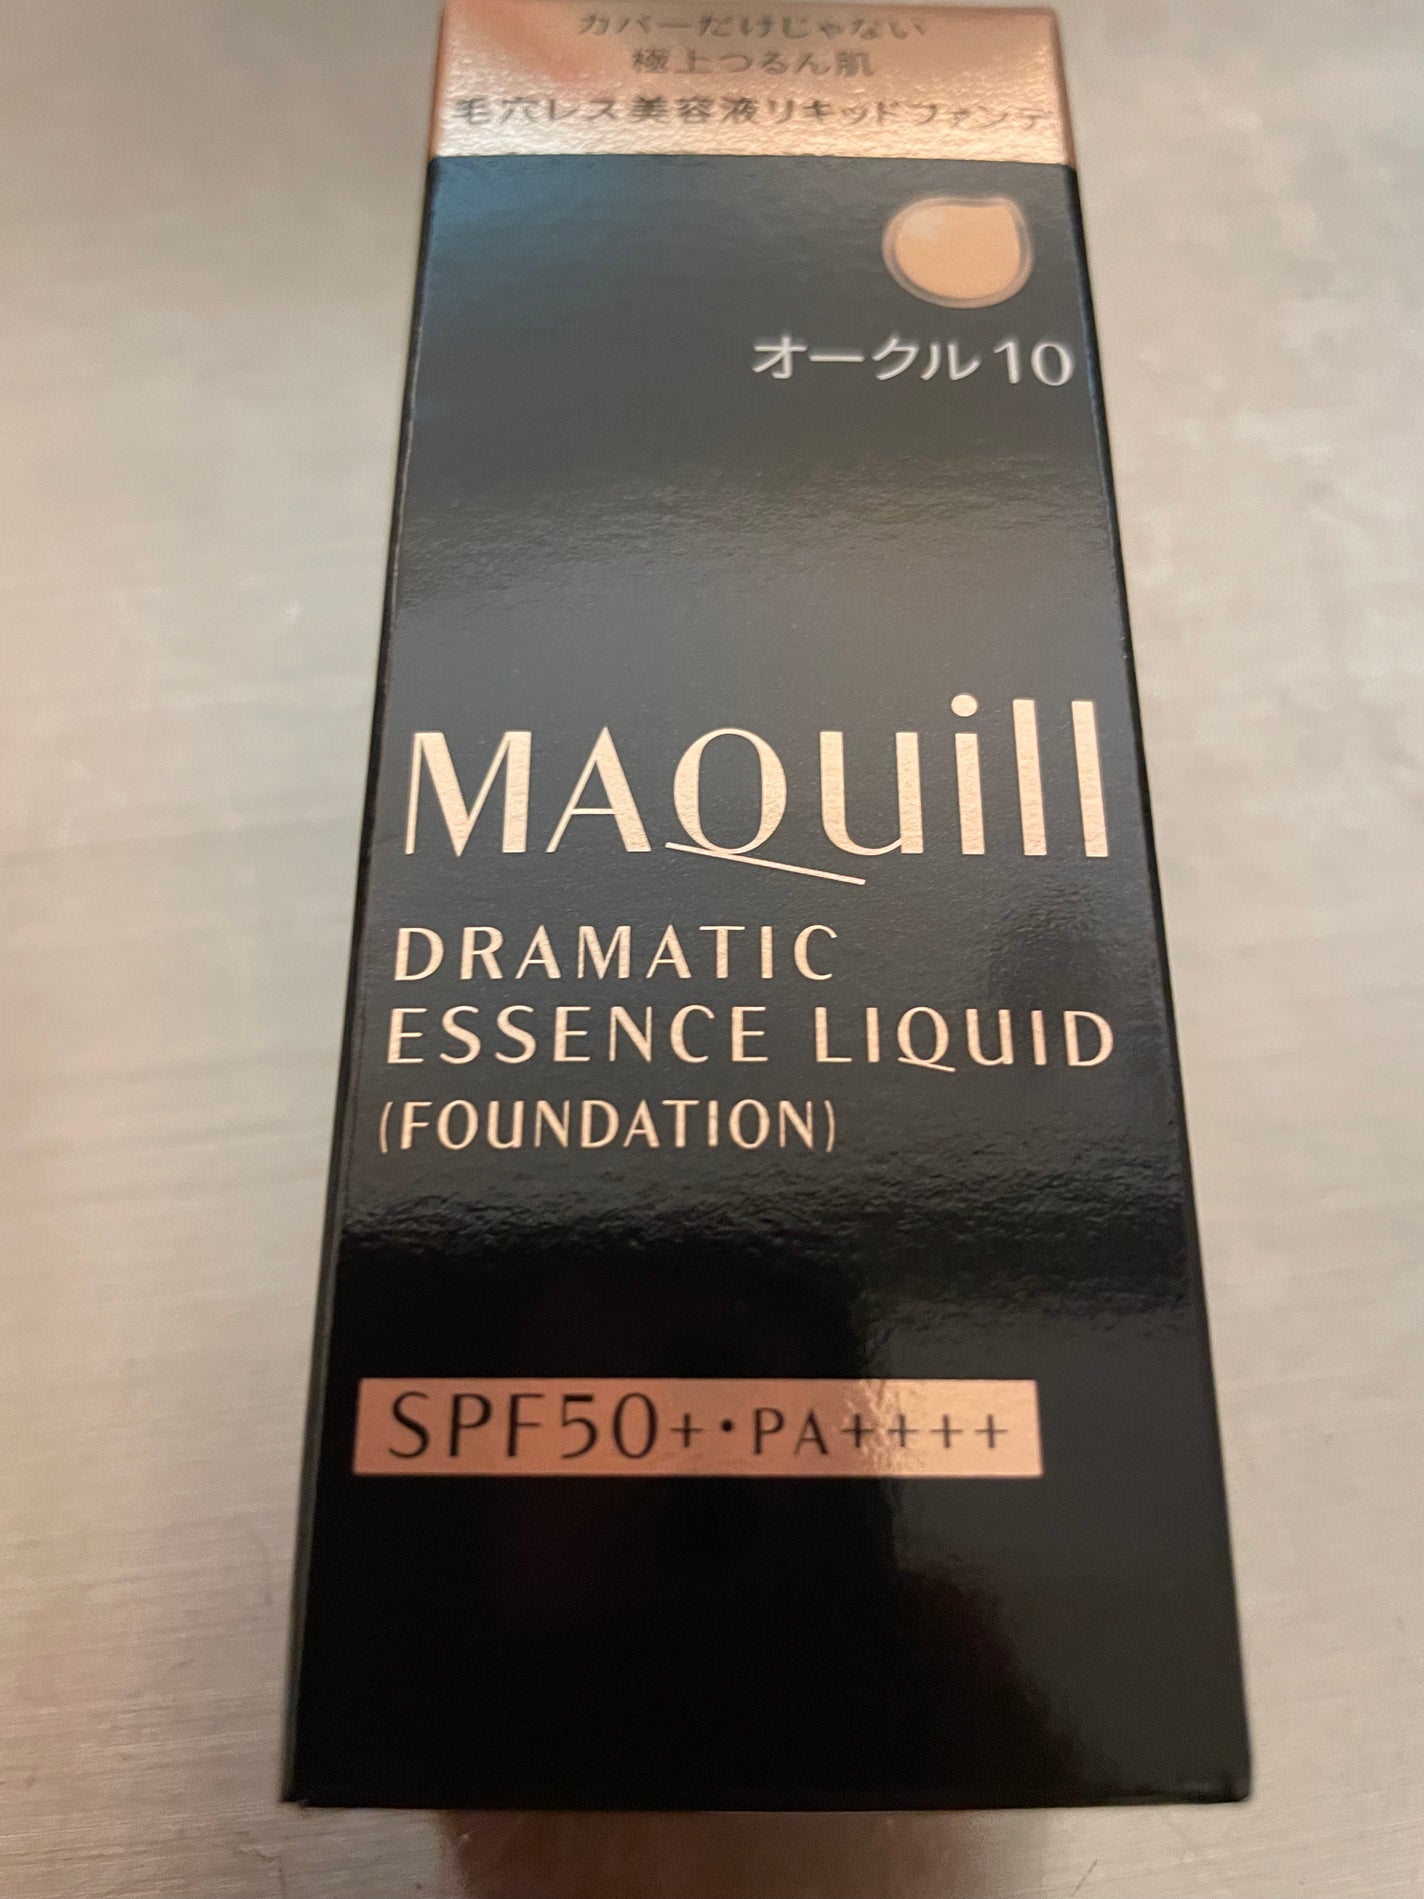 カバーだけじゃない
極上つるん肌
毛穴レス美容液リキッドファンデ
オークル10
MAQuill
DRAMATIC
ESSENCE LIQUID
(FOUNDATION)
SPF50+・PA++++